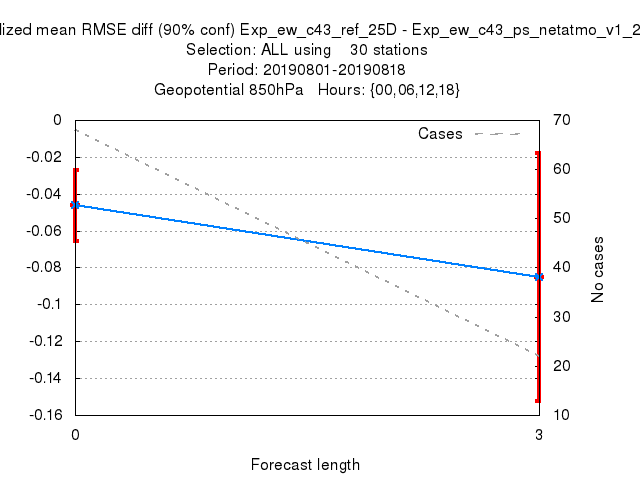 lized mean RMSE diff (90% conf) Exp_ew_c43_ref_25D - Exp_ew_c43_ps_netatmo_v1_2
Selection: ALL using    30 stations
Period: 20190801-20190818
Geopotential 850hPa   Hours: {00,06,12,18}
Cases
0
-0.02
-0.04
-0.06
-0.08
-0.1
-0.12
-0.14
-0.16
70
60
50
40
30
20
10
No cases
0 3
Forecast length